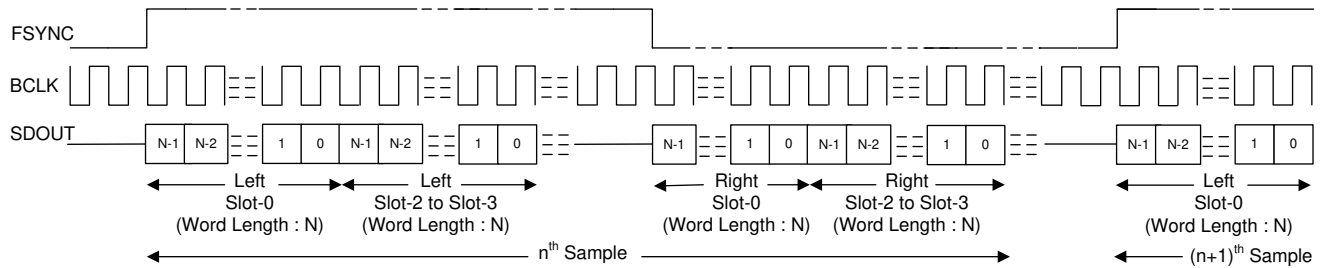 FSYNC
BCLK
SDOUT
N-1 N-2 1 0 N-1 N-2 1 0 N-1 1 0 N-1 N-2 1 0 N-1 N-2 1 0
Left Left Right Right Left
Slot-0 Slot-2 to Slot-3 Slot-0 Slot-2 to Slot-3 Slot-0
(Word Length : N) (Word Length : N) (Word Length : N) (Word Length : N) (Word Length : N)
nth Sample (n+1)th Sample